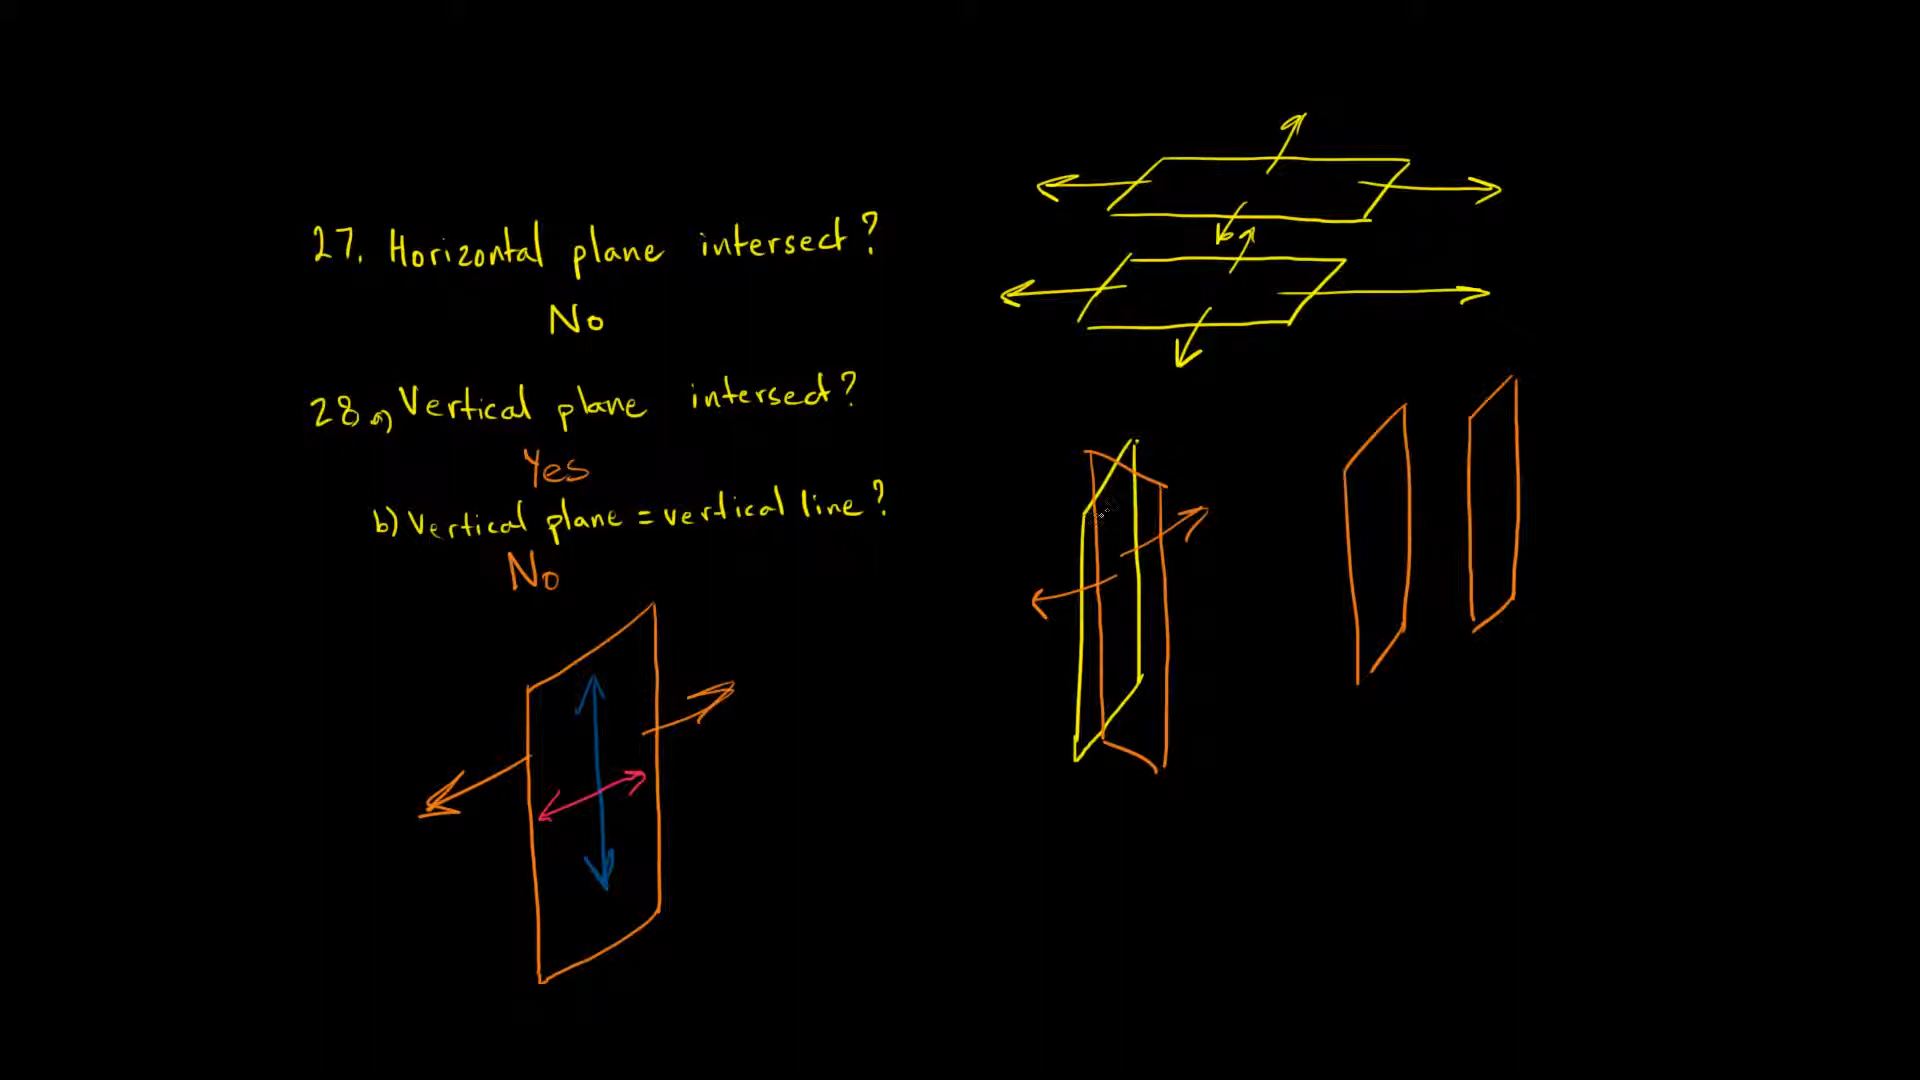 27. Horizontal plane intersect?
No
28 a) Vertical plane intersect?
Yes
b) Vertical plane = vertical line?
No